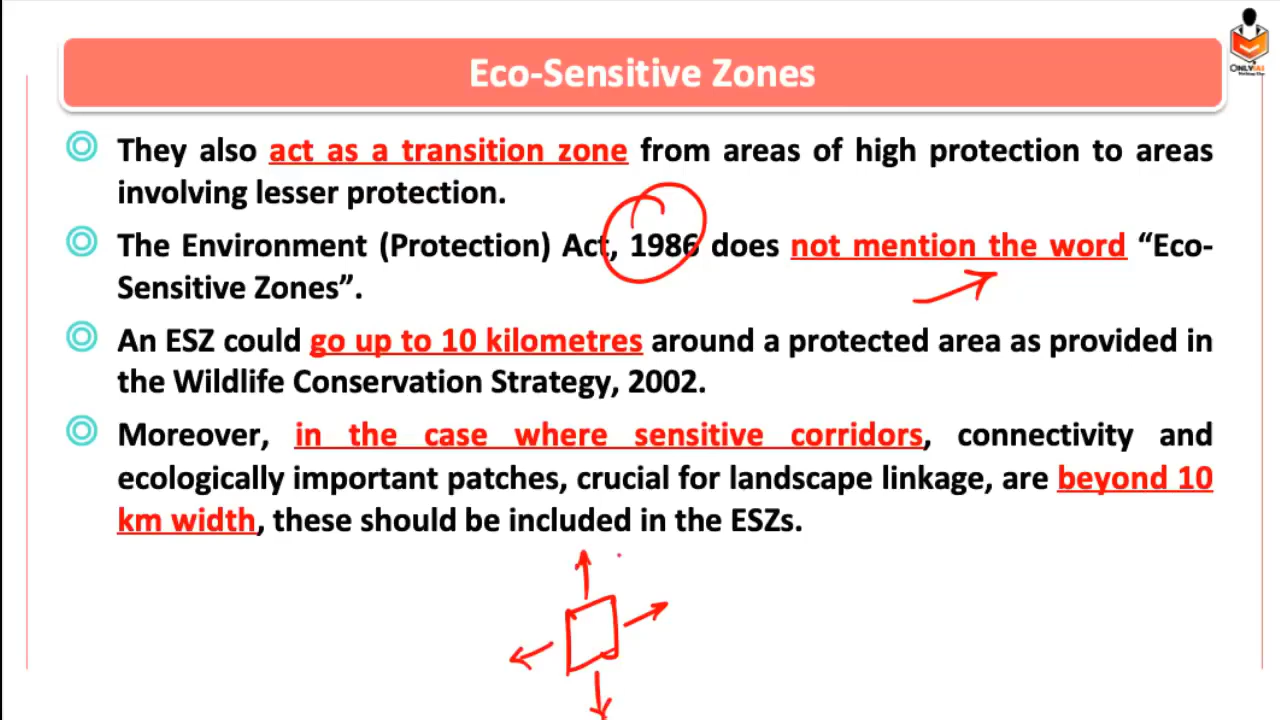 Eco-Sensitive Zones
ONLYIAS
They also act as a transition zone from areas of high protection to areas
involving lesser protection.
The Environment (Protection) Act, 1986 does not mention the word “Eco-
Sensitive Zones”.
An ESZ could go up to 10 kilometres around a protected area as provided in
the Wildlife Conservation Strategy, 2002.
Moreover, in the case where sensitive corridors, connectivity and
ecologically important patches, crucial for landscape linkage, are beyond 10
km width, these should be included in the ESZs.